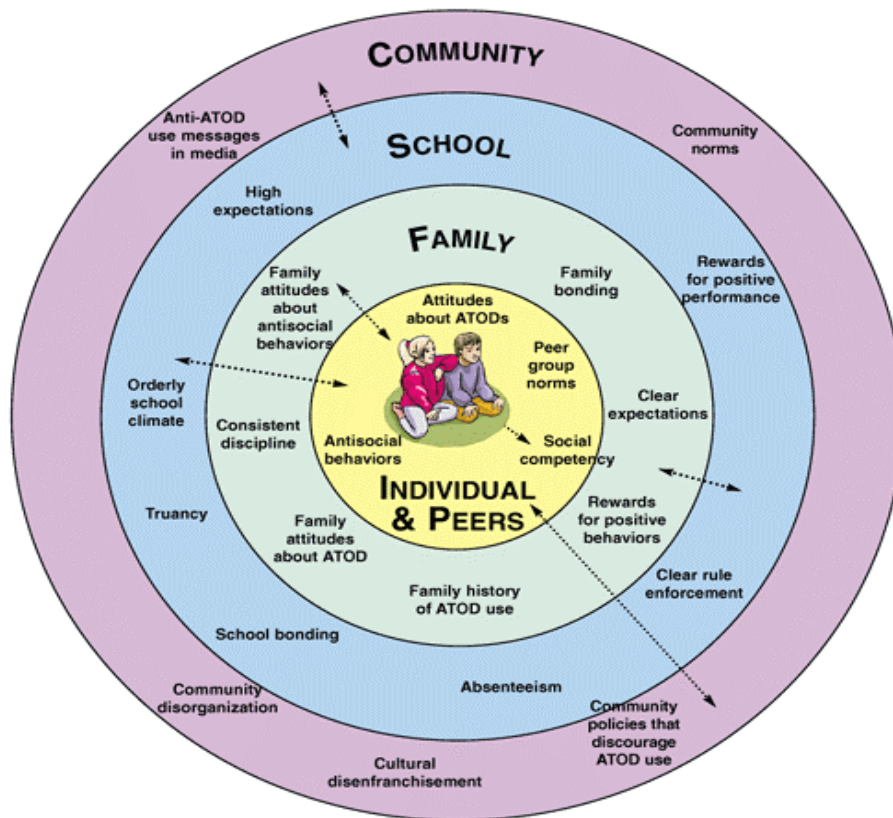 COMMUNITY
Anti-ATOD
use messages
in media
Community
norms
SCHOOL
High
expectations
Rewards
for positive
performance
FAMILY
Family
attitudes
about
antisocial
behaviors
Family
bonding
Attitudes
about ATODs
Peer
group
norms
Orderly
school
climate
Consistent
discipline
Clear
expectations
Antisocial
behaviors
Social
competency
INDIVIDUAL
& PEERS
Truancy
Family
attitudes
about ATOD
Rewards
for positive
behaviors
Family history
of ATOD use
Clear rule
enforcement
School bonding
Absenteeism
Community
disorganization
Community
policies that
discourage
ATOD use
Cultural
disenfranchisement